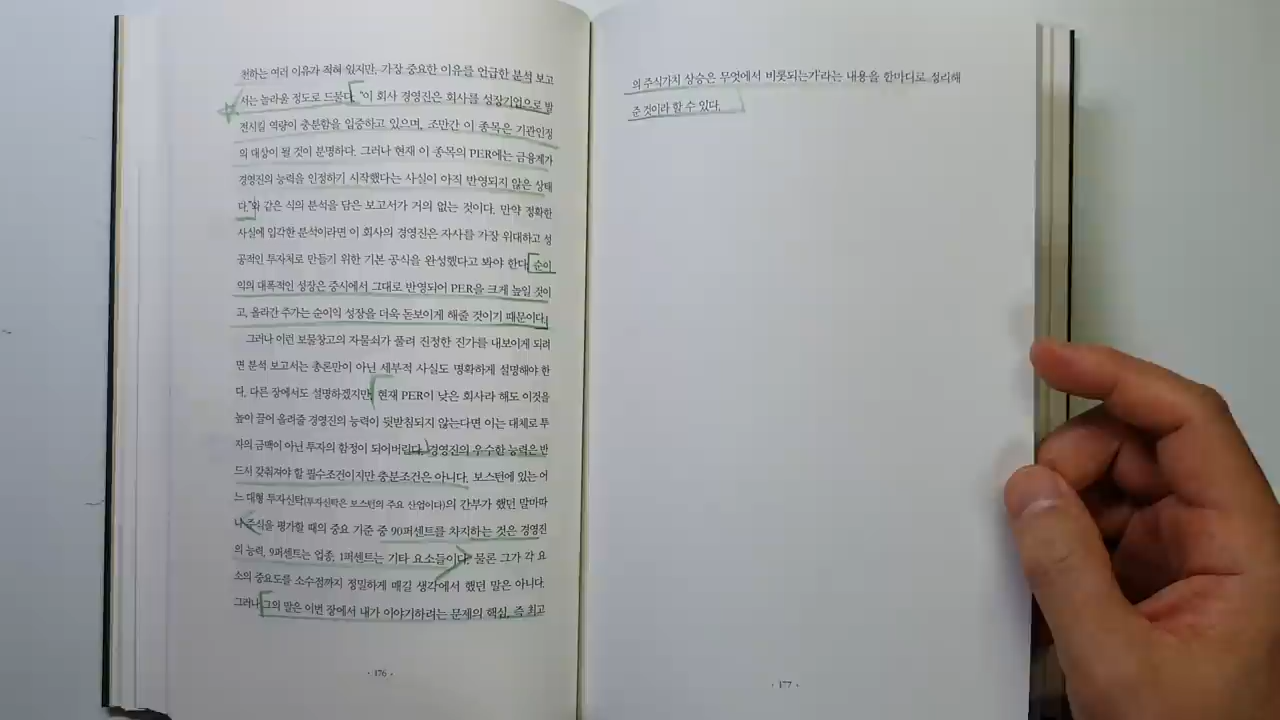 천하는 여러 이유가 적혀 있지만, 가장 중요한 이유를 언급한 분석 보고
서는 놀라울 정도로 드물다. "이 회사 경영진은 회사를 성장기업으로 발
전시킬 역량이 충분함을 입증하고 있으며, 조만간 이 종목은 기관인정
의 대상이 될 것이 분명하다. 그러나 현재 이 종목의 PER에는 금융계가
경영진의 능력을 인정하기 시작했다는 사실이 아직 반영되지 않은 상태
다."와 같은 식의 분석을 담은 보고서가 거의 없는 것이다. 만약 정확한
사실에 입각한 분석이라면 이 회사의 경영진은 자사를 가장 위대하고 성
공적인 투자처로 만들기 위한 기본 공식을 완성했다고 봐야 한다. 순이
익의 대폭적인 성장은 증시에서 그대로 반영되어 PER을 크게 높일 것이
고, 올라간 주가는 순이익 성장을 더욱 돋보이게 해줄 것이기 때문이다.
그러나 이런 보물창고의 자물쇠가 풀려 진정한 진가를 내보이게 되려
면 분석 보고서는 총론만이 아닌 세부적 사실도 명확하게 설명해야 한
다. 다른 장에서도 설명하겠지만, 현재 PER이 낮은 회사라 해도 이것을
높이 끌어 올려줄 경영진의 능력이 뒷받침되지 않는다면 이는 대체로 투
자의 금맥이 아닌 투자의 함정이 되어버린다. 경영진의 우수한 능력은 반
드시 갖춰져야 할 필수조건이지만 충분조건은 아니다. 보스턴에 있는 어
느 대형 투자신탁(투자신탁은 보스턴의 주요 산업이다)의 간부가 했던 말마따
나 주식을 평가할 때의 중요 기준 중 90퍼센트를 차지하는 것은 경영진
의 능력, 9퍼센트는 업종, 1퍼센트는 기타 요소들이다. 물론 그가 각 요
소의 중요도를 소수점까지 정밀하게 매길 생각에서 했던 말은 아니다.
그러나 그의 말은 이번 장에서 내가 이야기하려는 문제의 핵심, 즉 최고
· 176 ·
의 주식가치 상승은 무엇에서 비롯되는가'라는 내용을 한마디로 정리해
준 것이라 할 수 있다.
· 177 ·